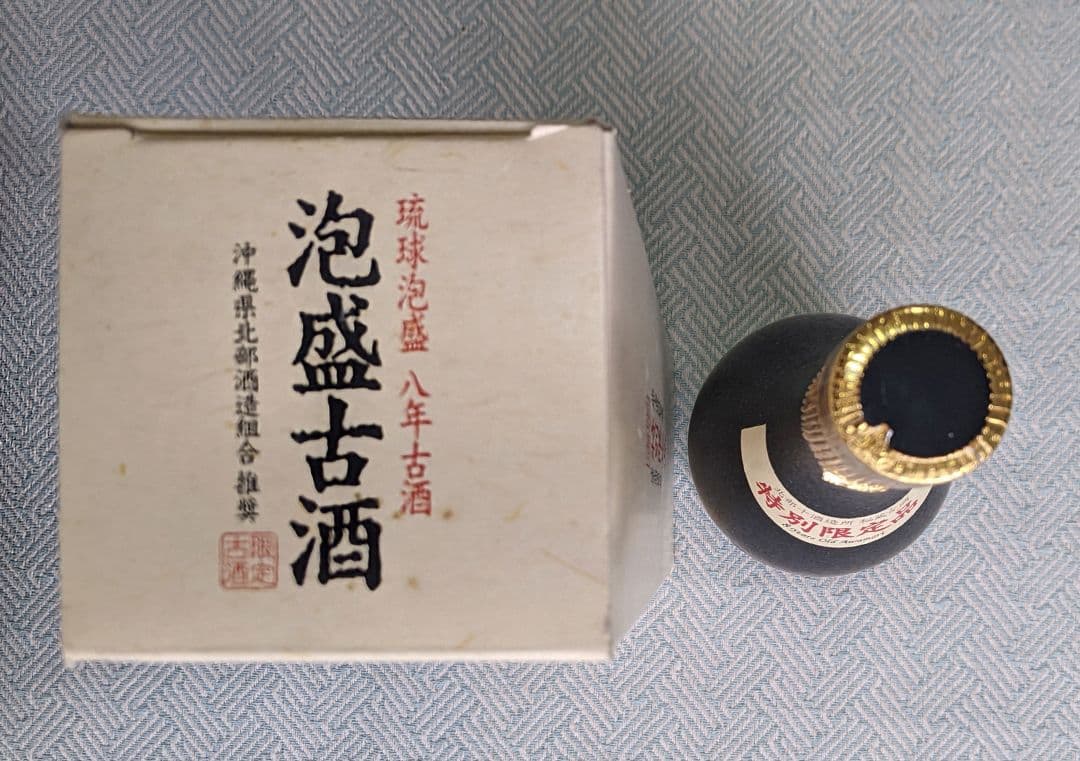 琉球泡盛 八年古酒
泡盛古酒
沖縄県北部酒造組合 推奨
限定
古酒
特別限定品